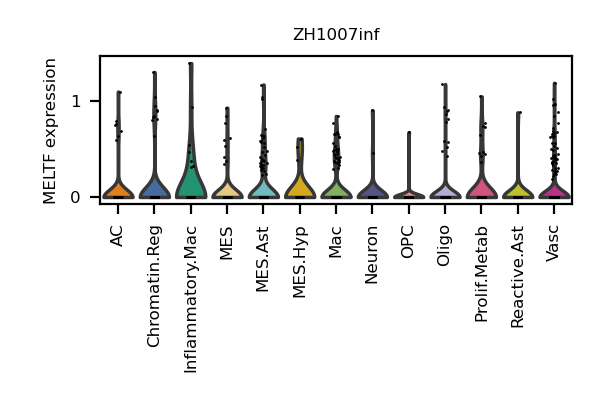 ZH1007inf
MELTF expression
1
0
AC
Chromatin.Reg
Inflammatory.Mac
MES
MES.Ast
MES.Hyp
Mac
Neuron
OPC
Oligo
Prolif.Metab
Reactive.Ast
Vasc